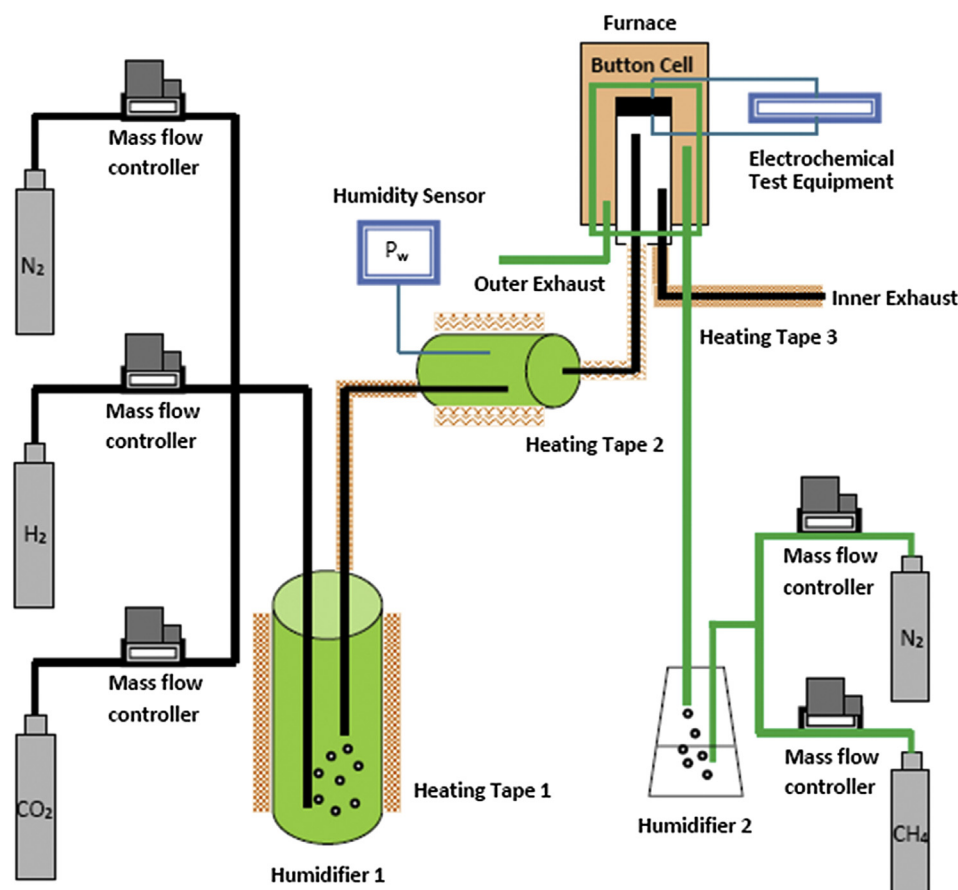 Furnace
Button Cell
Mass flow
controller
Electrochemical
Test Equipment
Humidity Sensor
P_w
N₂
Outer Exhaust
Inner Exhaust
Heating Tape 3
Mass flow
controller
Heating Tape 2
H₂
Mass flow
controller
N₂
Mass flow
controller
Mass flow
controller
Heating Tape 1
CO₂
Humidifier 2
CH₄
Humidifier 1